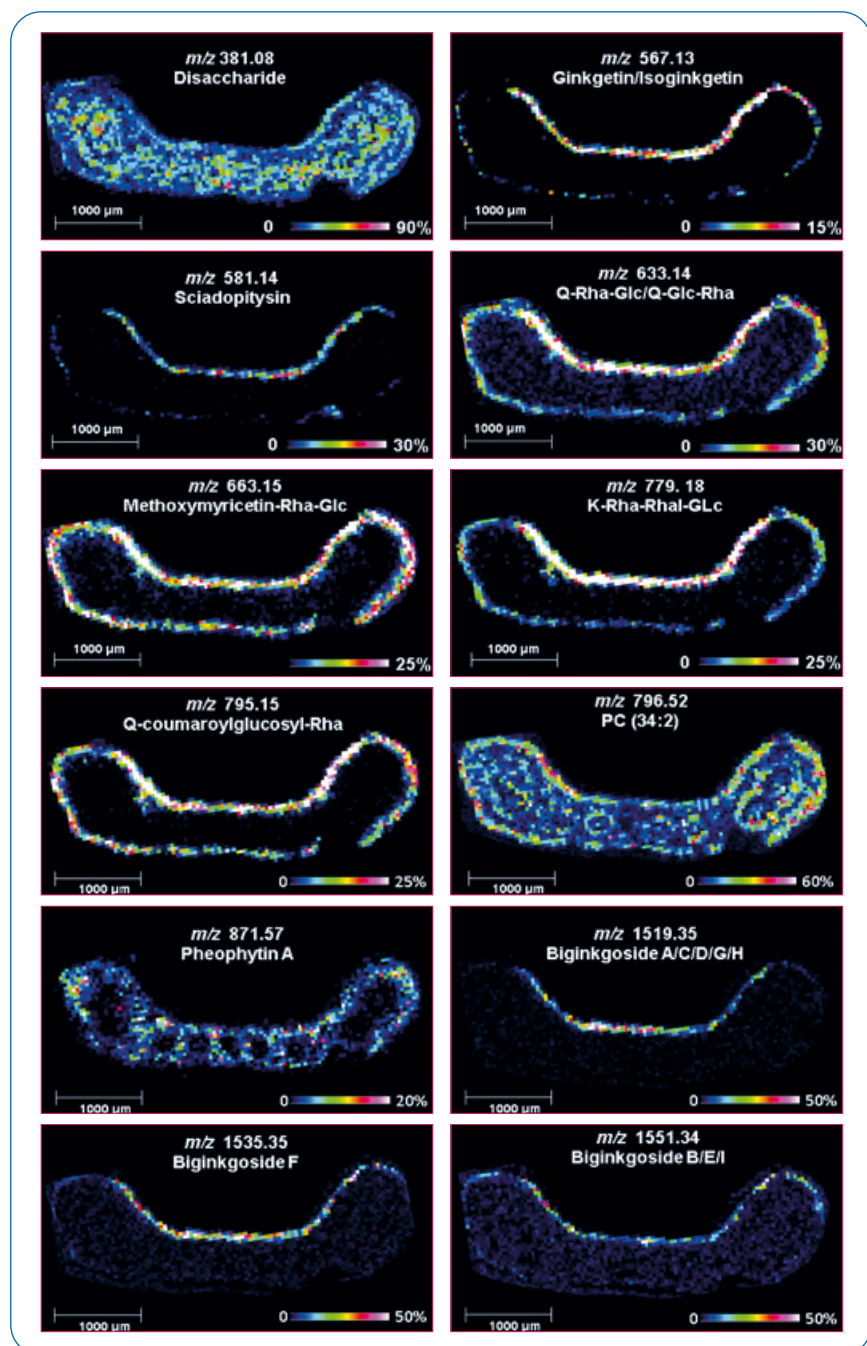 m/z 381.08
Disaccharide
1000 µm
0
90%
m/z 567.13
Ginkgetin/Isoginkgetin
1000 µm
0
15%
m/z 581.14
Sciadopitysin
1000 µm
0
30%
m/z 633.14
Q-Rha-Glc/Q-Glc-Rha
1000 µm
0
30%
m/z 663.15
Methoxymyricetin-Rha-Glc
1000 µm
25%
m/z 779. 18
K-Rha-Rhal-GLc
1000 µm
0
25%
m/z 795.15
Q-coumaroylglucosyl-Rha
1000 µm
0
25%
m/z 796.52
PC (34:2)
1000 µm
0
60%
m/z 871.57
Pheophytin A
1000 µm
0
20%
m/z 1519.35
Biginkgoside A/C/D/G/H
1000 µm
0
50%
m/z 1535.35
Biginkgoside F
1000 µm
0
50%
m/z 1551.34
Biginkgoside B/E/I
1000 µm
0
50%